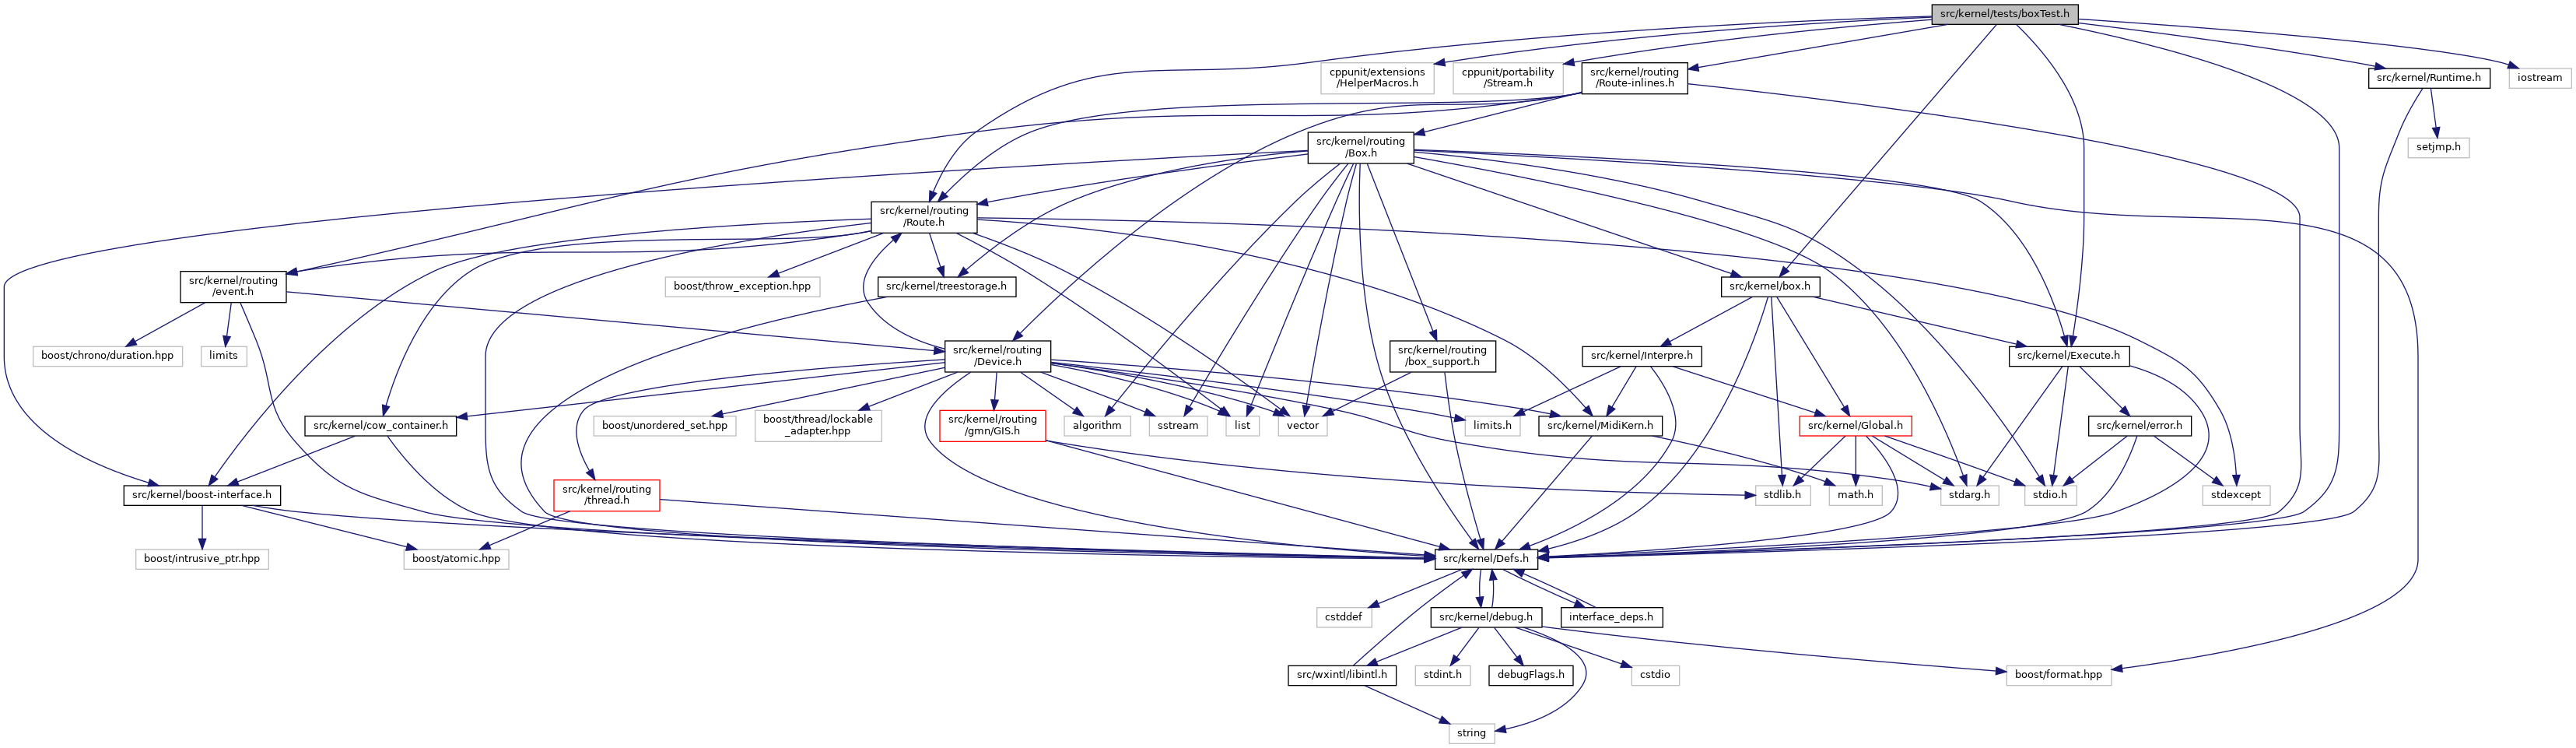 src/kernel/tests/boxTest.h
cppunit/extensions
/HelperMacros.h
cppunit/portability
/Stream.h
src/kernel/routing
/Route-inlines.h
src/kernel/Runtime.h
iostream
src/kernel/routing
/Box.h
setjmp.h
src/kernel/routing
/Route.h
src/kernel/routing
/event.h
boost/throw_exception.hpp
src/kernel/treestorage.h
src/kernel/box.h
boost/chrono/duration.hpp
limits
src/kernel/routing
/Device.h
src/kernel/routing
/box_support.h
src/kernel/Interpre.h
src/kernel/Execute.h
src/kernel/cow_container.h
boost/unordered_set.hpp
boost/thread/lockable
_adapter.hpp
src/kernel/routing
/gmn/GIS.h
algorithm
sstream
list
vector
limits.h
src/kernel/MidiKern.h
src/kernel/Global.h
src/kernel/error.h
src/kernel/boost-interface.h
src/kernel/routing
/thread.h
stdlib.h
math.h
stdarg.h
stdio.h
stdexcept
boost/intrusive_ptr.hpp
boost/atomic.hpp
src/kernel/Defs.h
cstddef
src/kernel/debug.h
interface_deps.h
src/wxintl/libintl.h
stdint.h
debugFlags.h
cstdio
boost/format.hpp
string